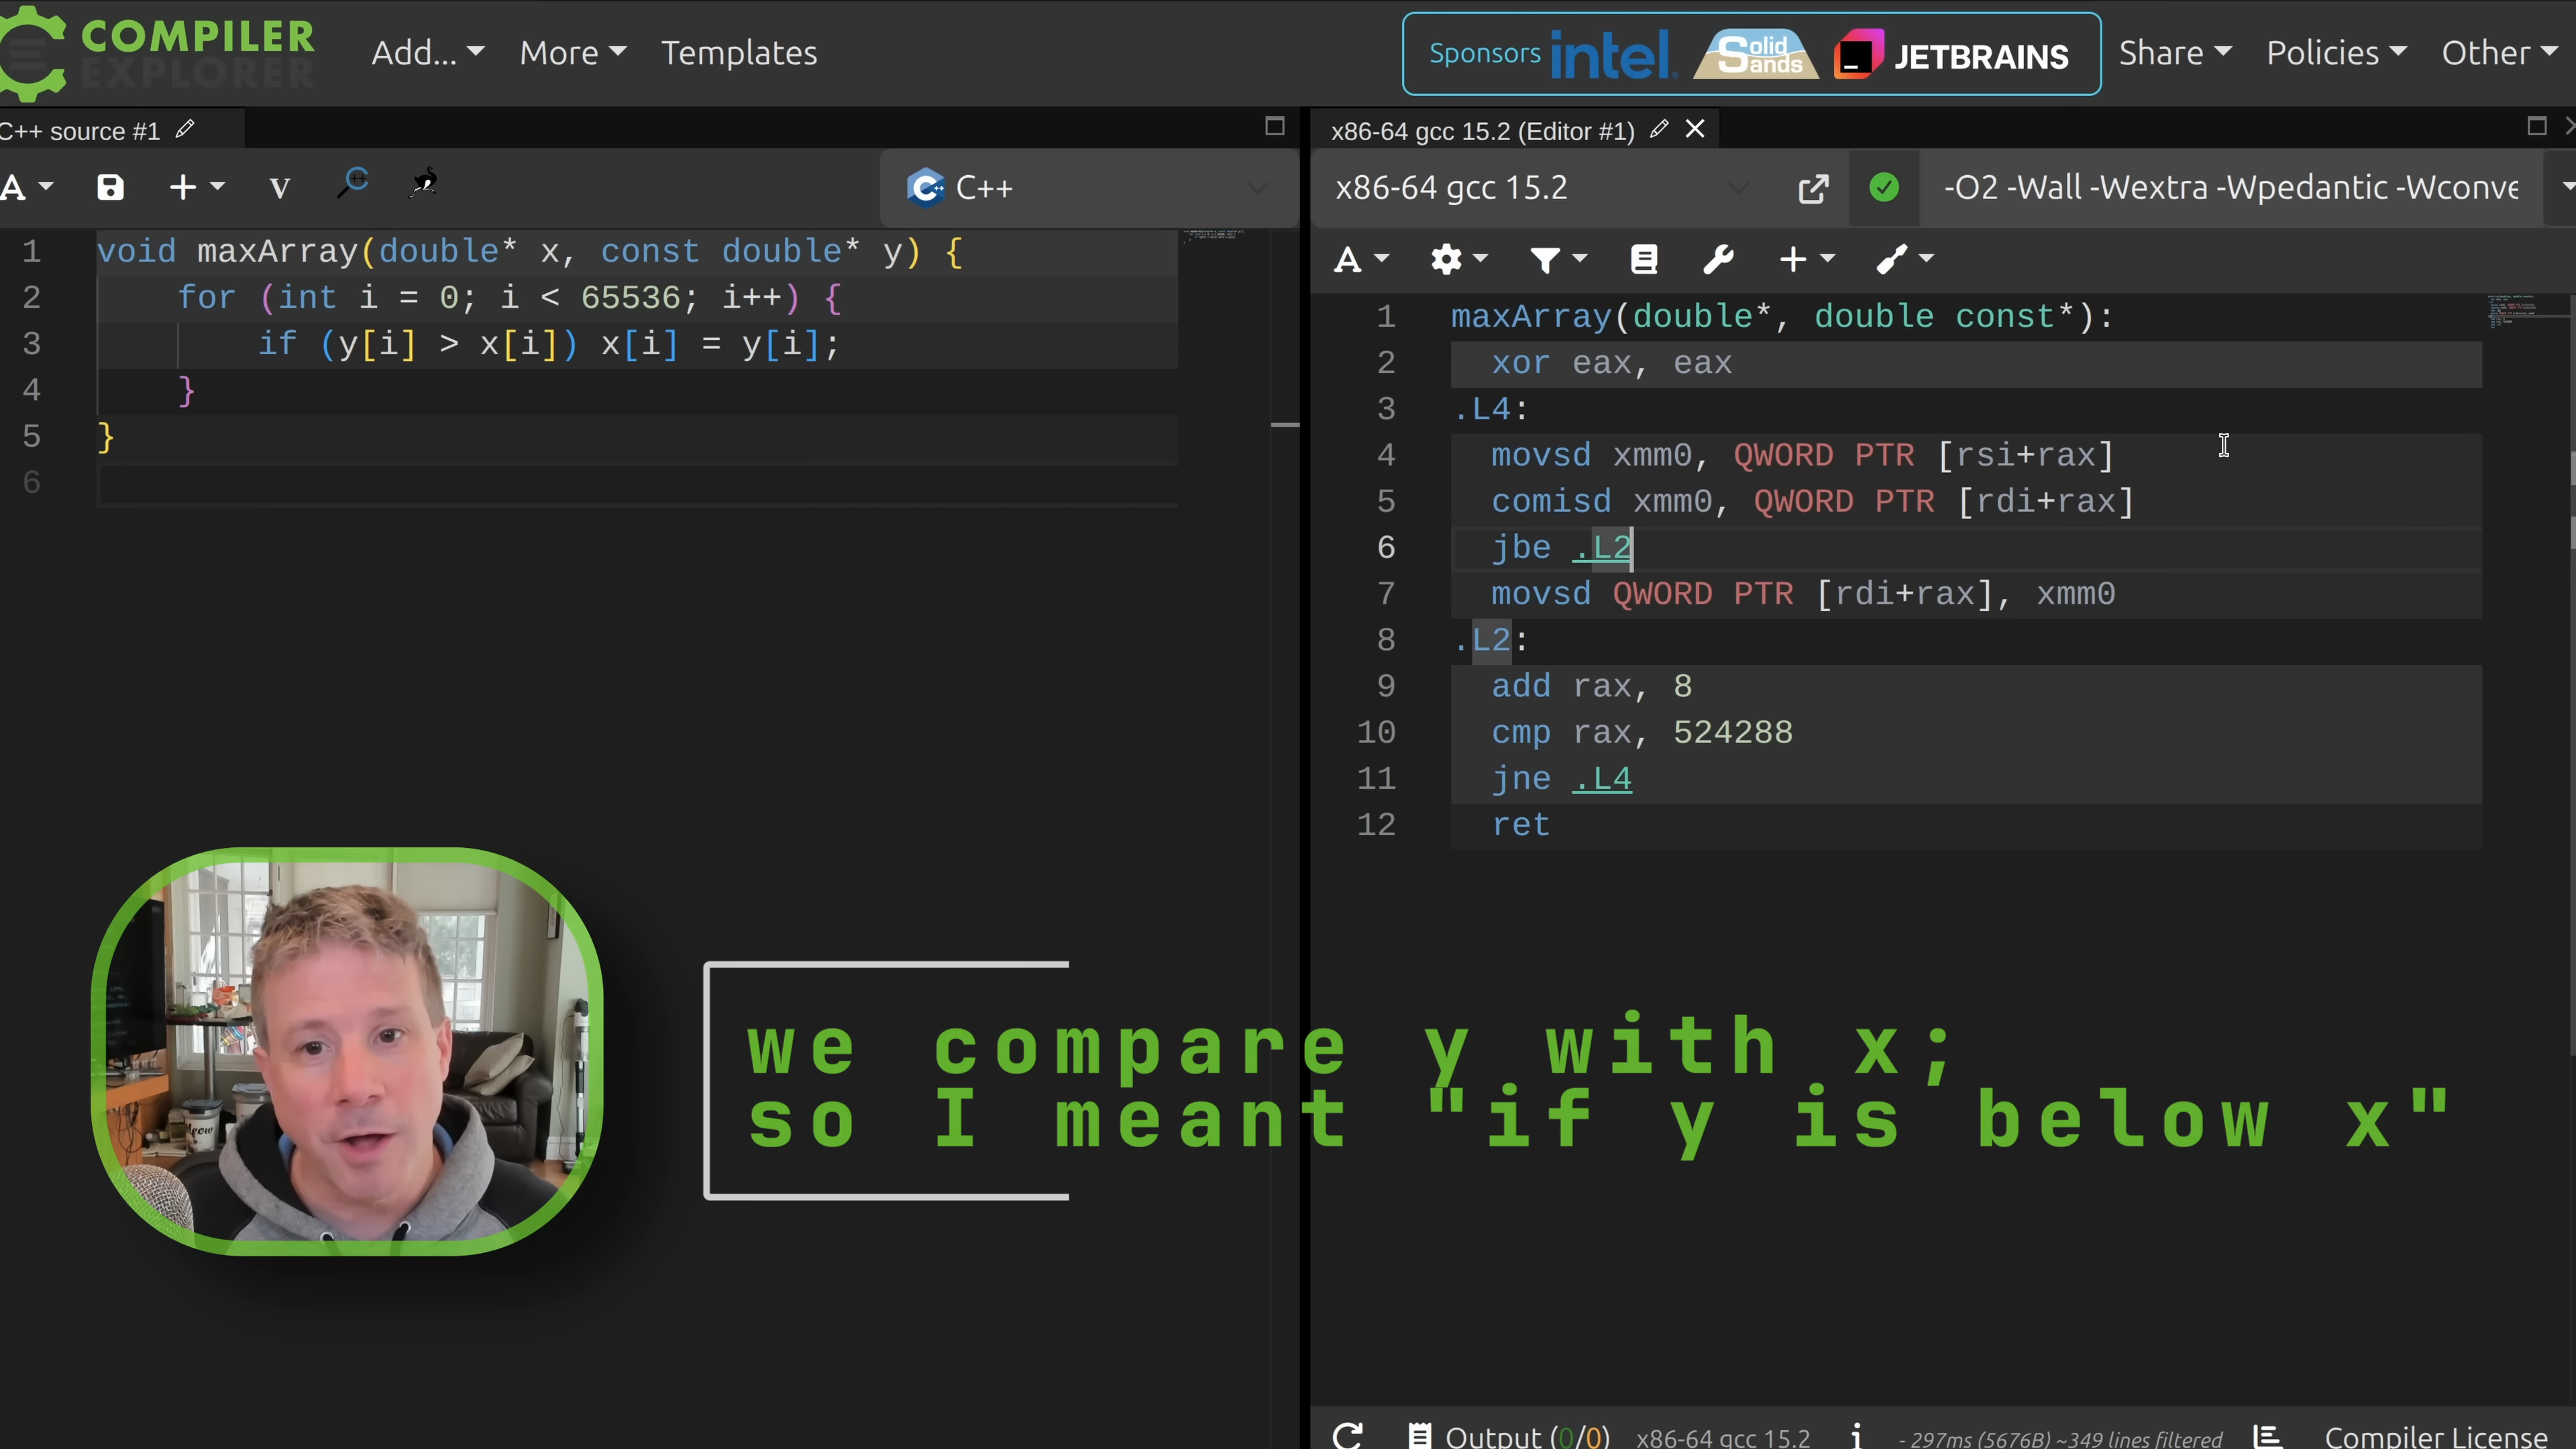 COMPILER
EXPLORER
Add...
More
Templates
Sponsors
intel.
Solid
Sands
JETBRAINS
Share
Policies
Other
C++ source #1
A
V
C++
1 void maxArray(double* x, const double* y) {
2 for (int i = 0; i < 65536; i++) {
3 if (y[i] > x[i]) x[i] = y[i];
4 }
5 }
6
x86-64 gcc 15.2 (Editor #1)
x86-64 gcc 15.2
-O2 -Wall -Wextra -Wpedantic -Wconve
A
1 maxArray(double*, double const*):
2 xor eax, eax
3 .L4:
4 movsd xmm0, QWORD PTR [rsi+rax]
5 comisd xmm0, QWORD PTR [rdi+rax]
6 jbe .L2
7 movsd QWORD PTR [rdi+rax], xmm0
8 .L2:
9 add rax, 8
10 cmp rax, 524288
11 jne .L4
12 ret
Meow
we compare y with x;
so I meant "if y is below x"
Output (0/0)
x86-64 gcc 15.2
- 297ms (5676B) ~349 lines filtered
Compiler License